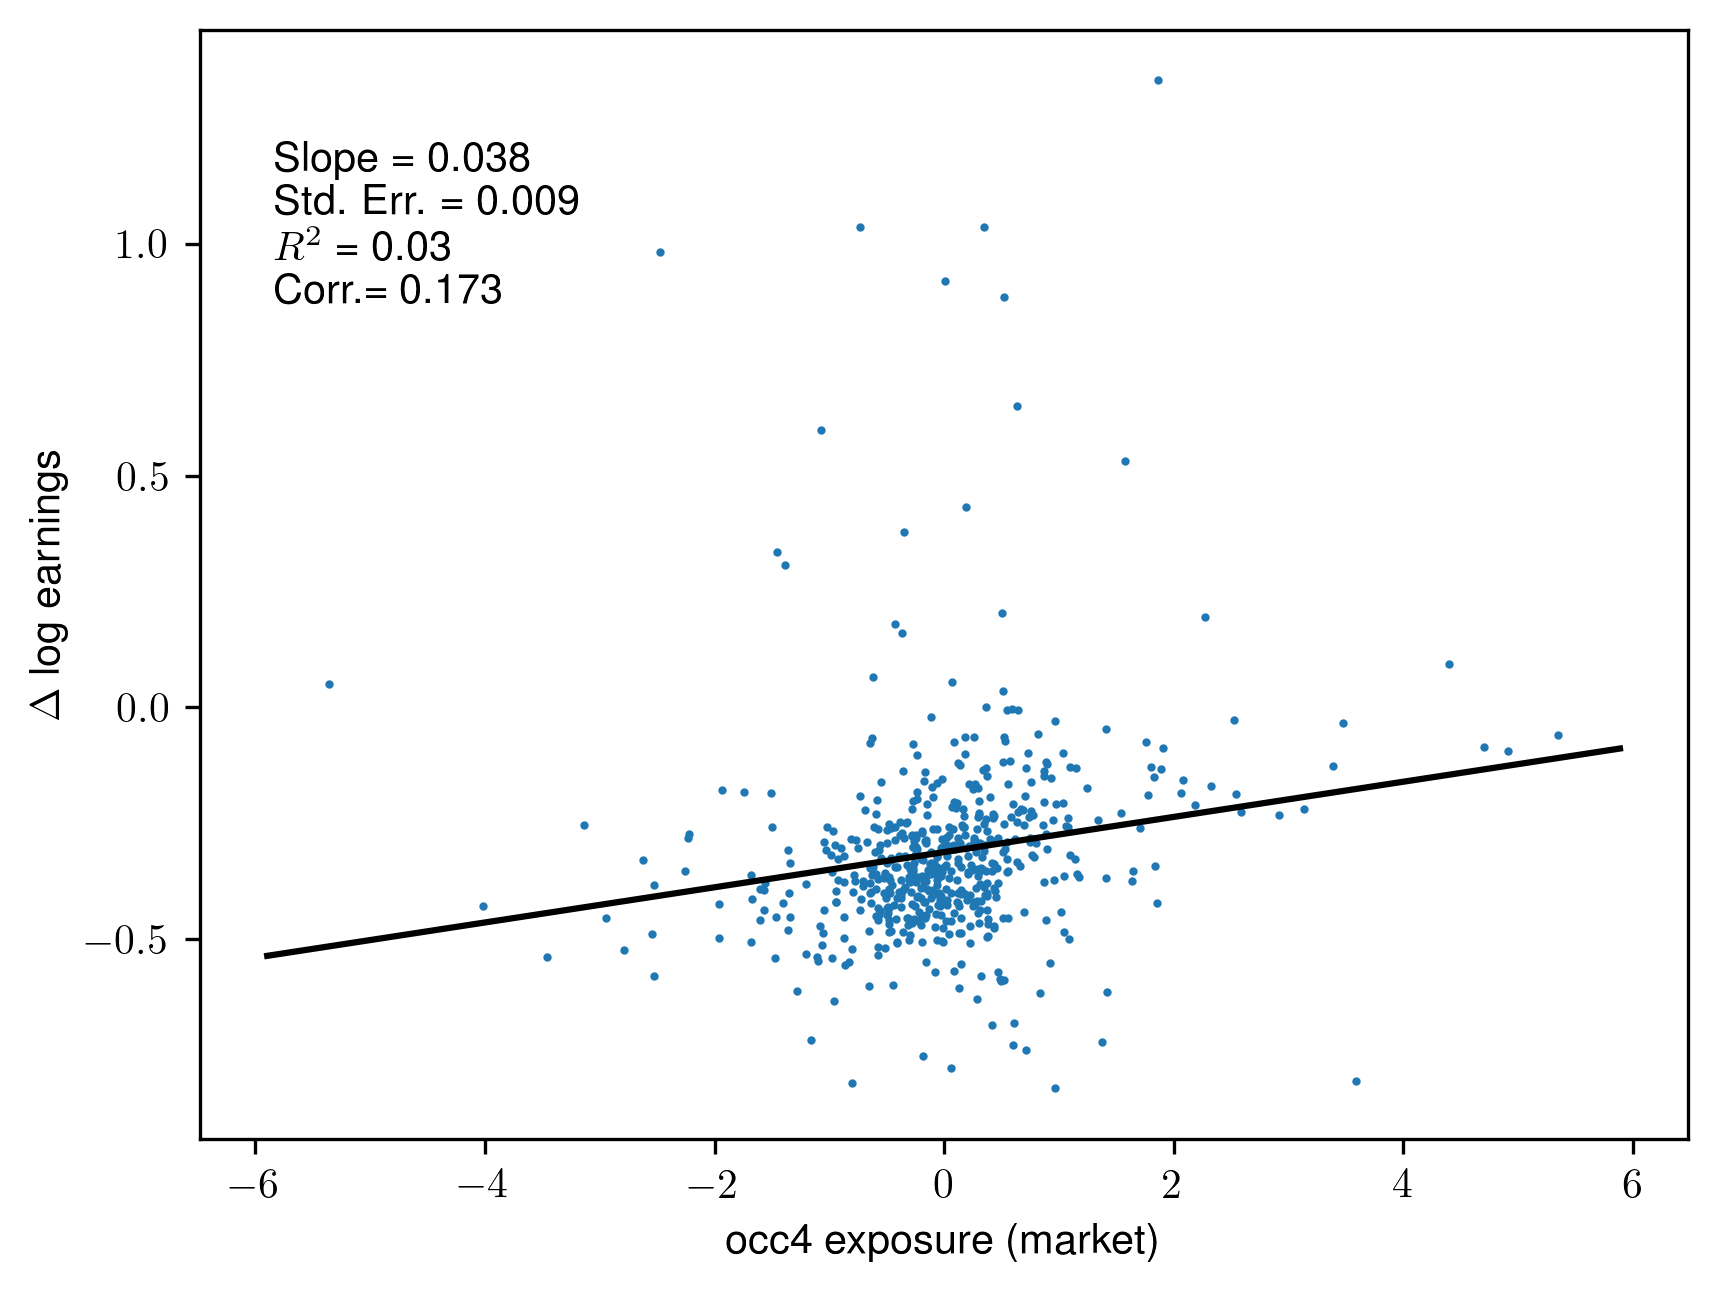 Slope = 0.038
Std. Err. = 0.009
R² = 0.03
Corr.= 0.173
1.0
0.5
0.0
−0.5
Δ log earnings
−6
−4
−2
0
2
4
6
occ4 exposure (market)